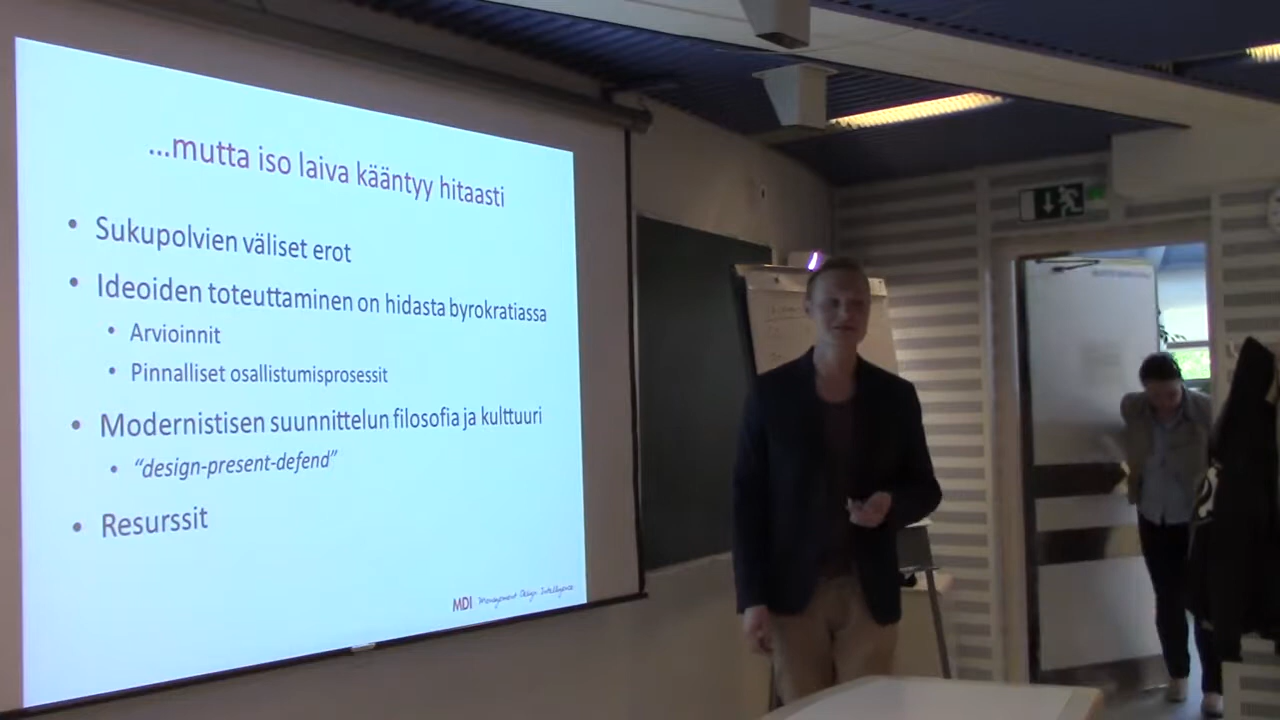 ...mutta iso laiva kääntyy hitaasti
• Sukupolvien väliset erot
• Ideoiden toteuttaminen on hidasta byrokratiassa
• Arvioinnit
• Pinnalliset osallistumisprosessit
• Modernistisen suunnittelun filosofia ja kulttuuri
• "design-present-defend"
• Resurssit
MDI Management Design Intelligence